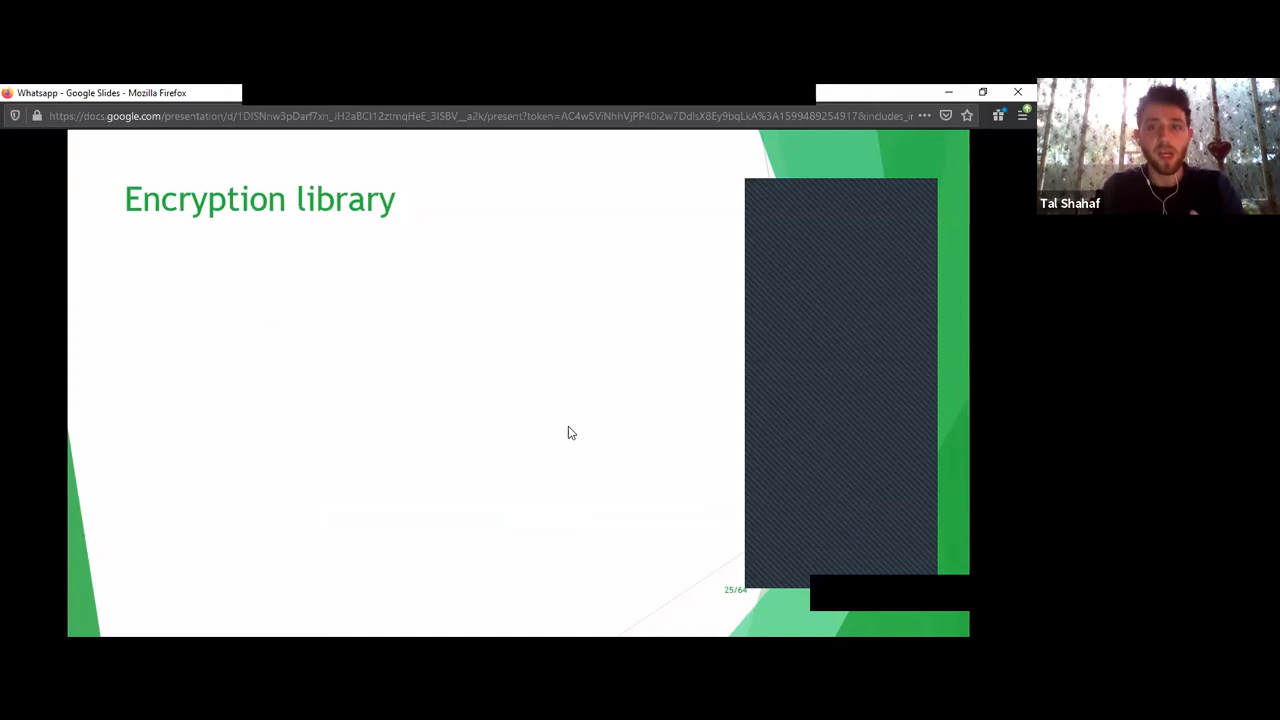 Whatsapp - Google Slides - Mozilla Firefox
Tal Shahaf
Encryption library
25/64